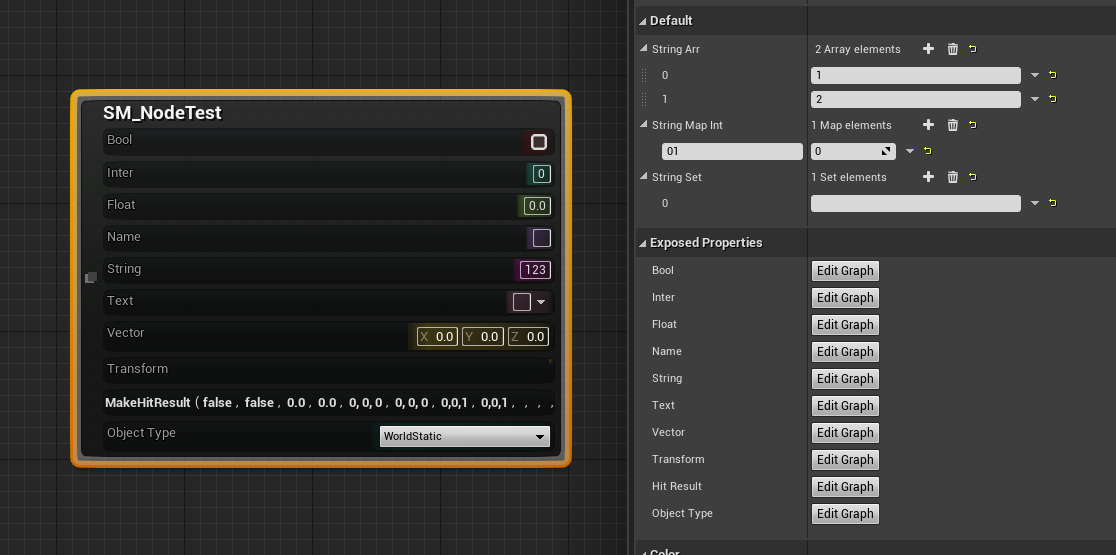 SM_NodeTest
Bool
Inter 0
Float 0.0
Name
String 123
Text
Vector X 0.0 Y 0.0 Z 0.0
Transform
MakeHitResult ( false , false , 0.0 , 0.0 , 0, 0, 0 , 0, 0, 0 , 0,0,1 , 0,0,1 , , , ,
Object Type WorldStatic
Default
String Arr 2 Array elements
0 1
1 2
String Map Int 1 Map elements
01 0
String Set 1 Set elements
0
Exposed Properties
Bool Edit Graph
Inter Edit Graph
Float Edit Graph
Name Edit Graph
String Edit Graph
Text Edit Graph
Vector Edit Graph
Transform Edit Graph
Hit Result Edit Graph
Object Type Edit Graph
Color